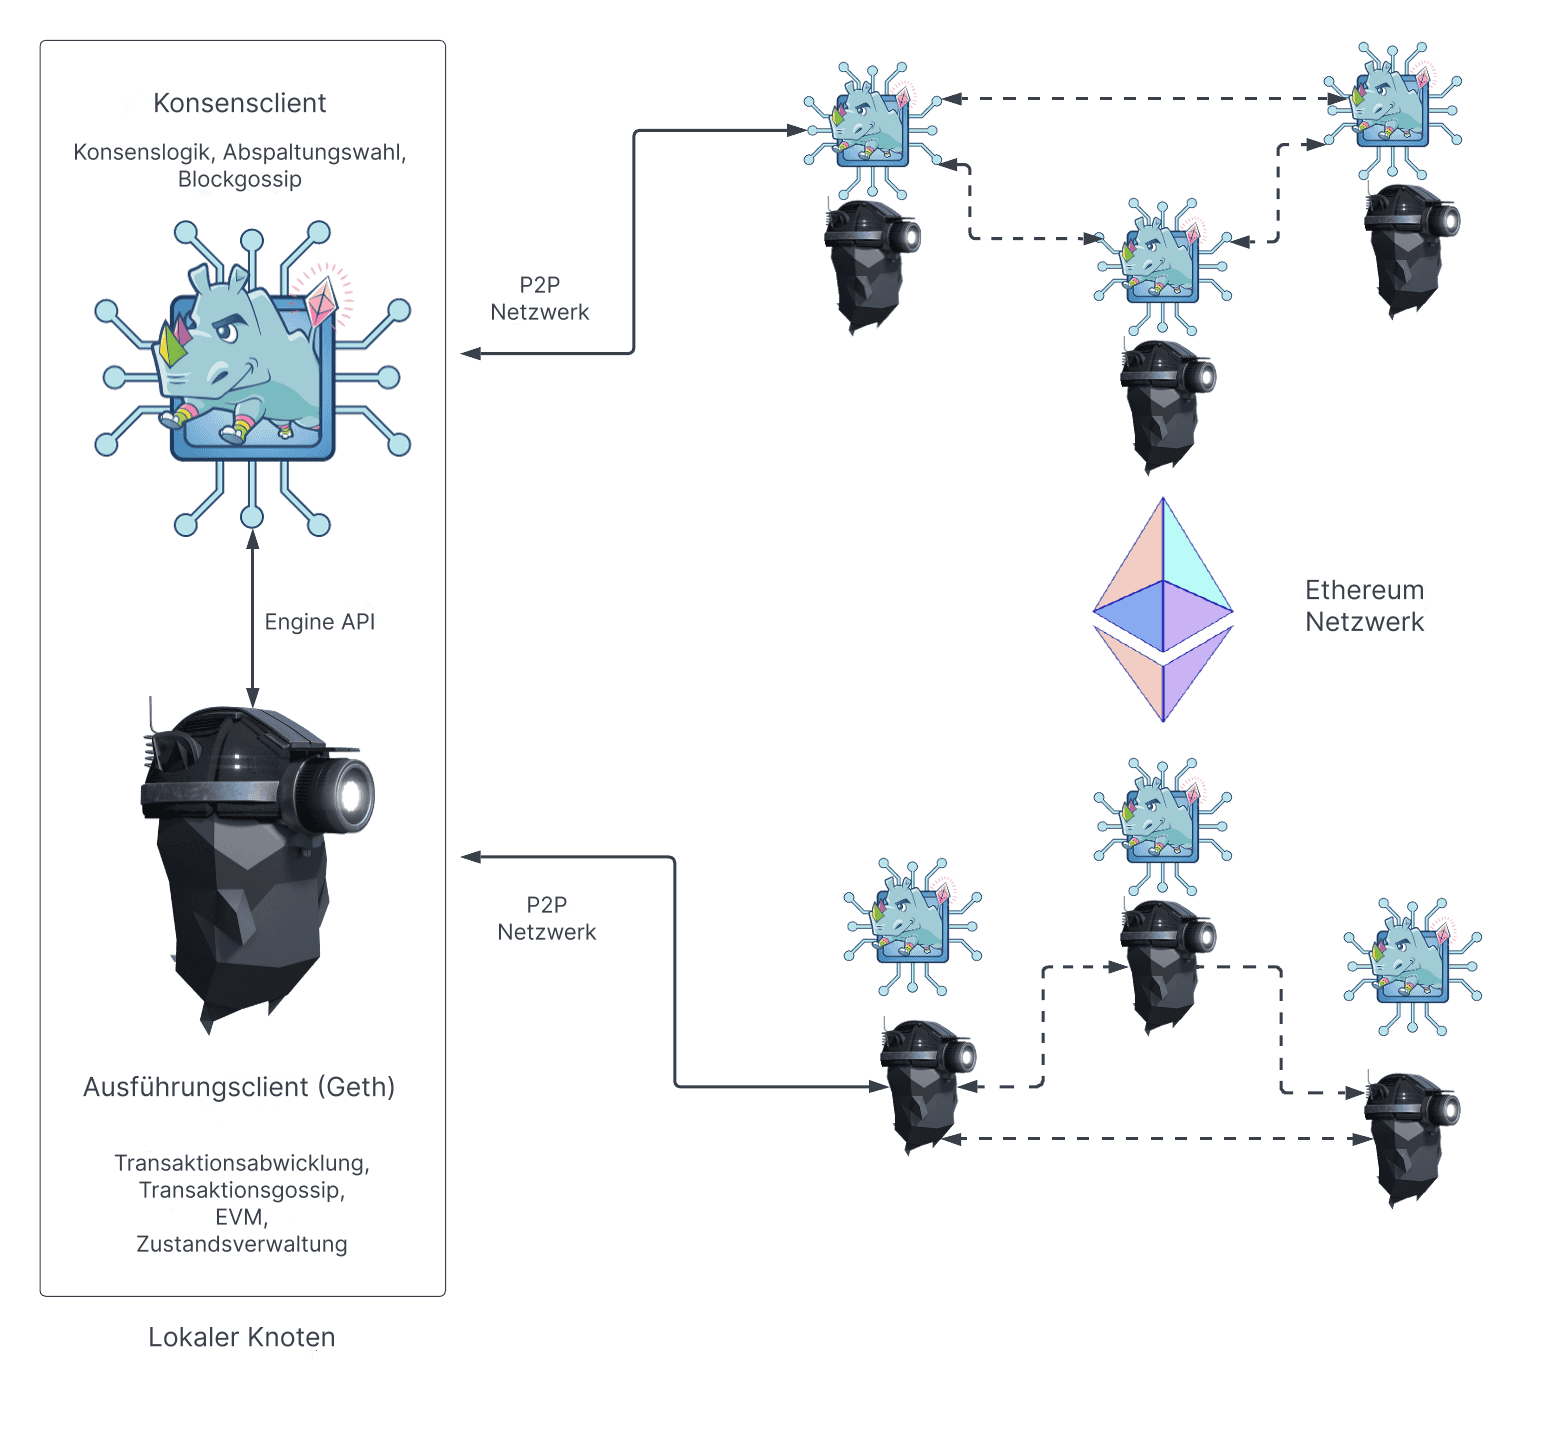 Konsensclient
Konsenslogik, Abspaltungswahl,
Blockgossip
Engine API
Ausführungsclient (Geth)
Transaktionsabwicklung,
Transaktionsgossip,
EVM,
Zustandsverwaltung
Lokaler Knoten
P2P
Netzwerk
P2P
Netzwerk
Ethereum
Netzwerk